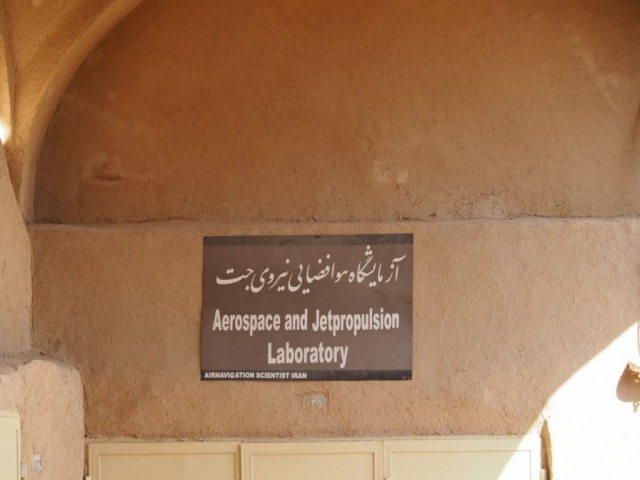 آزمایشگاه هوافضایی نیروی جت
Aerospace and Jetpropulsion
Laboratory
AIRNAVIGATION SCIENTIST IRAN